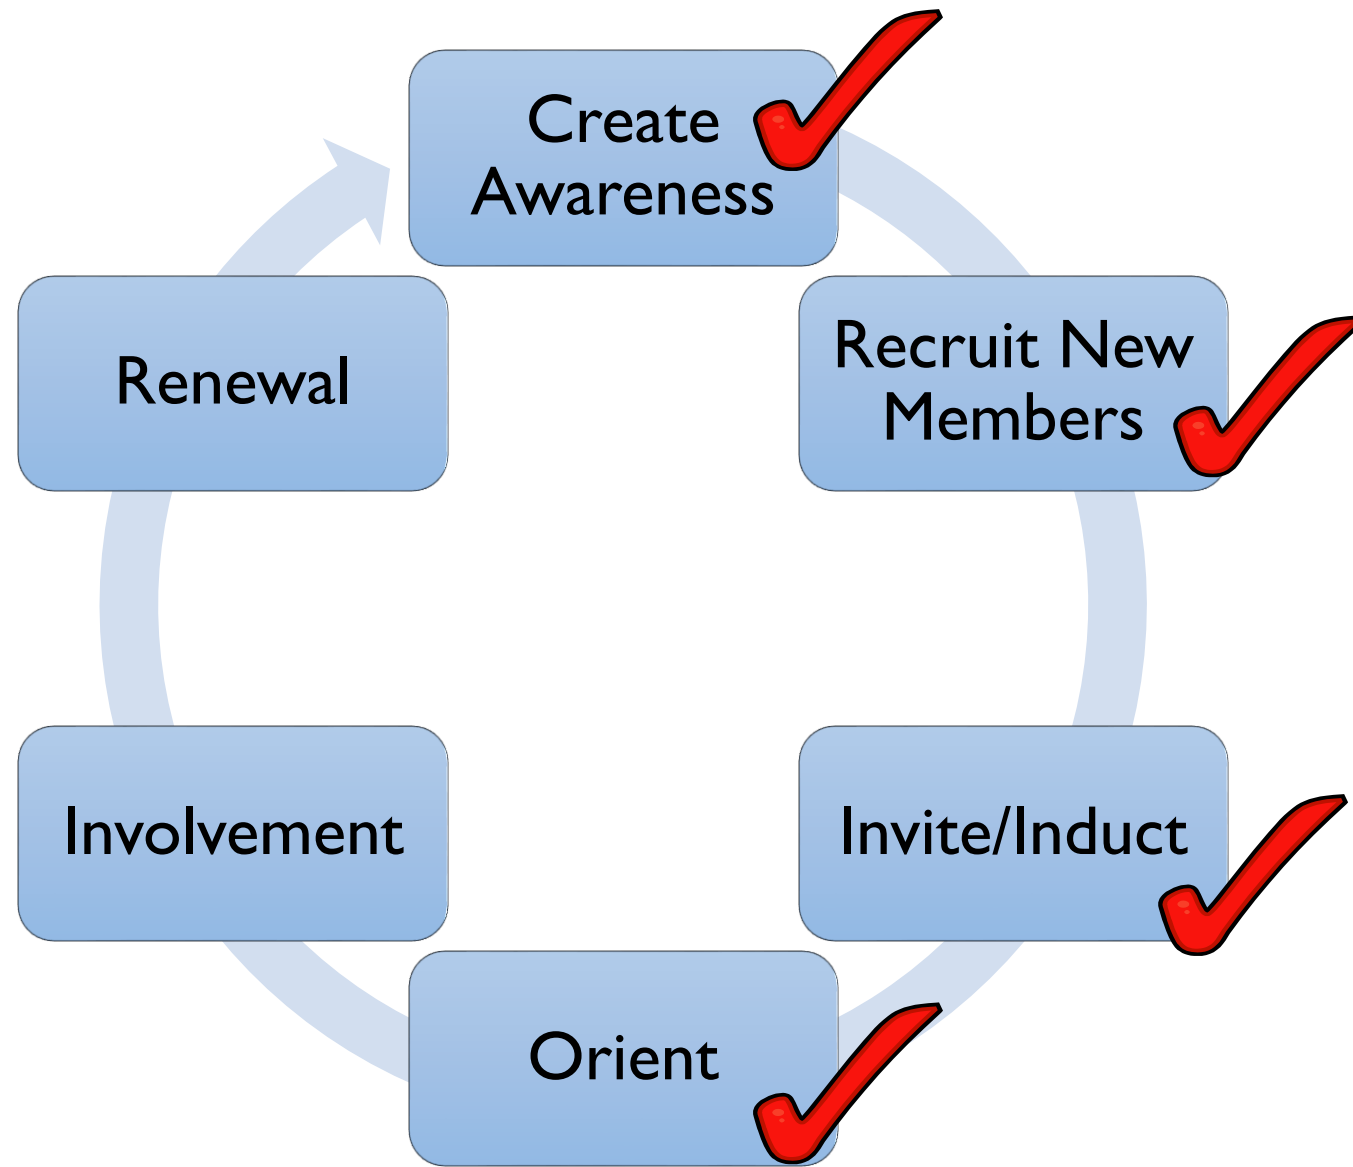 Create
Awareness
Recruit New
Members
Invite/Induct
Orient
Involvement
Renewal